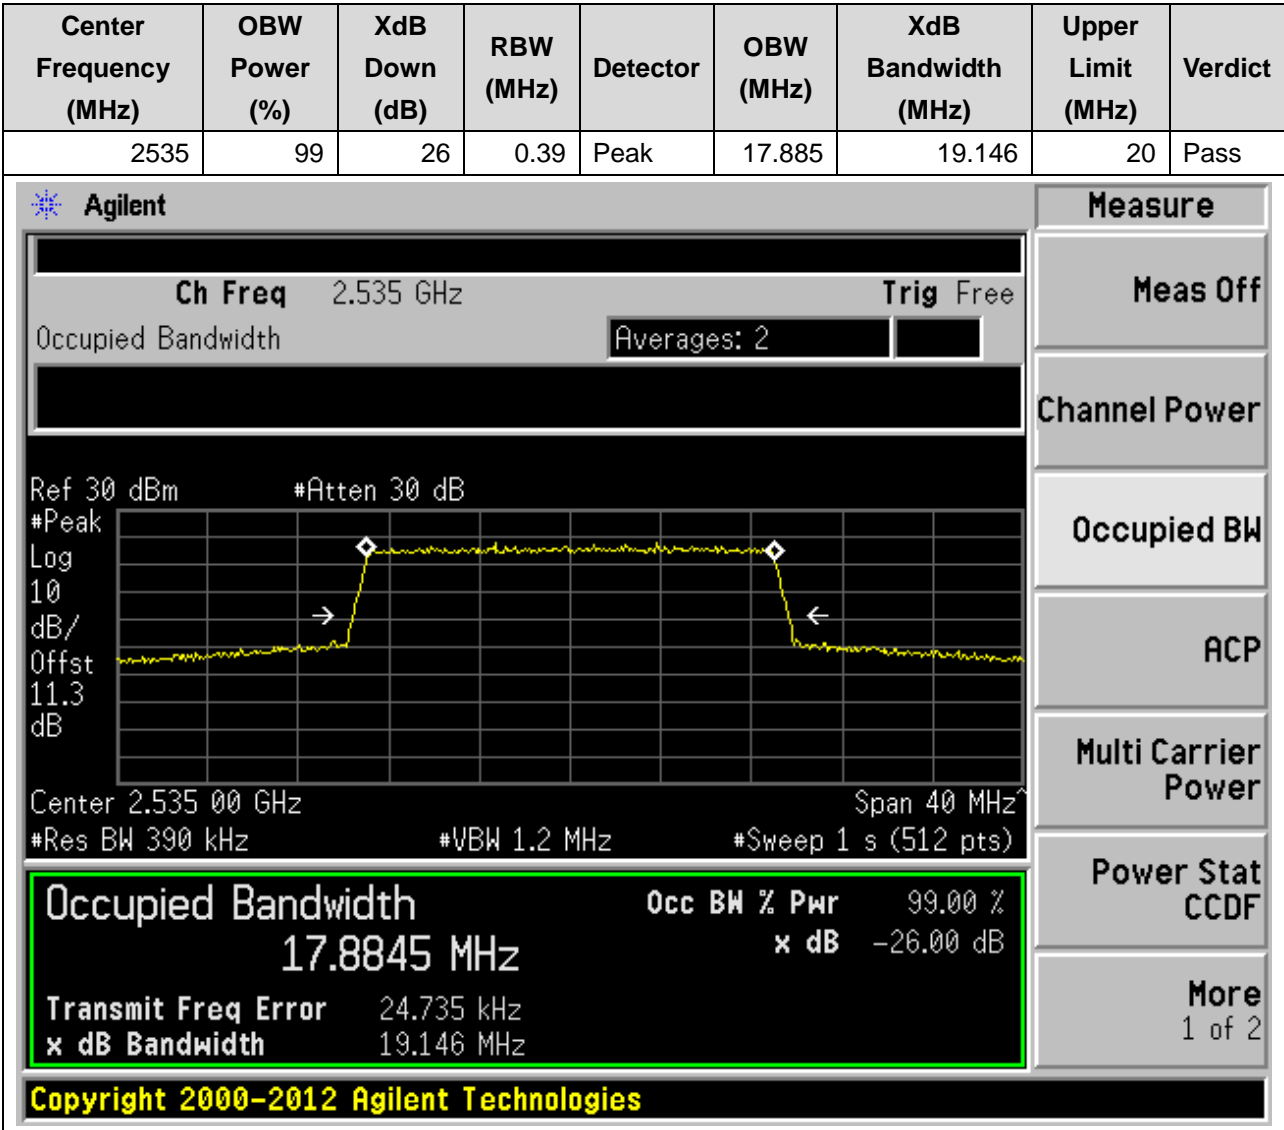 Center Frequency (MHz) OBW Power (%) XdB Down (dB) RBW (MHz) Detector OBW (MHz) XdB Bandwidth (MHz) Upper Limit (MHz) Verdict
2535 99 26 0.39 Peak 17.885 19.146 20 Pass
Agilent
Measure
Ch Freq 2.535 GHz Trig Free
Meas Off
Occupied Bandwidth Averages: 2
Channel Power
Ref 30 dBm #Atten 30 dB
#Peak
Log
10
dB/
Offst
11.3
dB
Occupied BW
ACP
Multi Carrier
Power
Center 2.535 00 GHz Span 40 MHz^
#Res BW 390 kHz #VBW 1.2 MHz #Sweep 1 s (512 pts)
Power Stat
CCDF
Occupied Bandwidth Occ BW % Pwr 99.00 %
17.8845 MHz x dB -26.00 dB
Transmit Freq Error 24.735 kHz
x dB Bandwidth 19.146 MHz
More
1 of 2
Copyright 2000-2012 Agilent Technologies